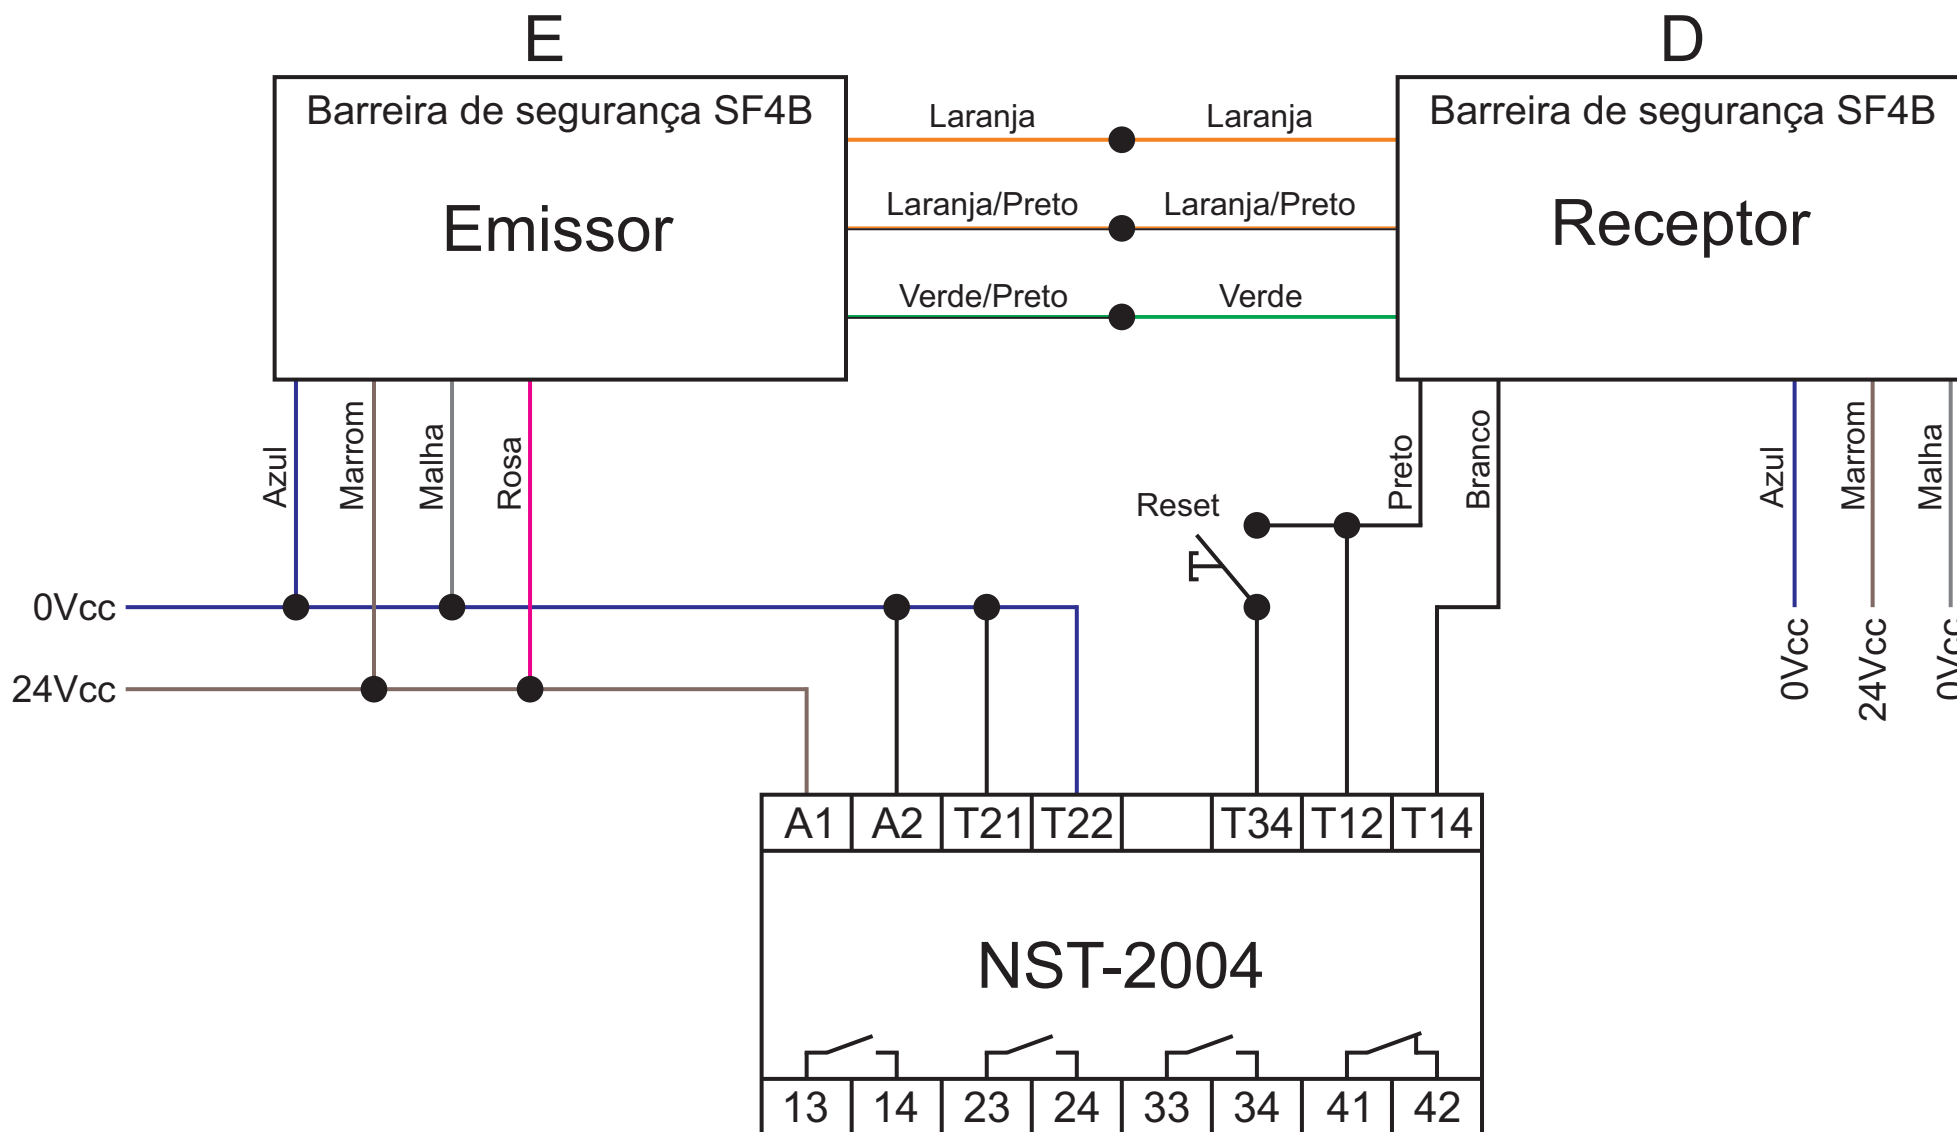 E
D
Barreira de segurança SF4B
Barreira de segurança SF4B
Laranja
Laranja
Emissor
Receptor
Laranja/Preto
Laranja/Preto
Verde/Preto
Verde
Azul
Marrom
Malha
Rosa
Preto
Branco
Azul
Marrom
Malha
Reset
0Vcc
24Vcc
0Vcc
24Vcc
0Vcc
A1 A2 T21 T22 T34 T12 T14
NST-2004
13 14 23 24 33 34 41 42